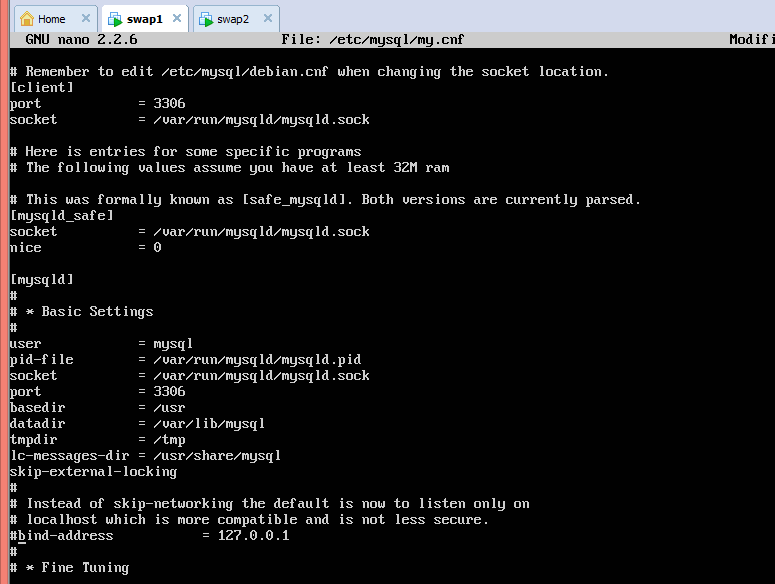 Home swap1 swap2
GNU nano 2.2.6 File: /etc/mysql/my.cnf Modifi
# Remember to edit /etc/mysql/debian.cnf when changing the socket location.
[client]
port = 3306
socket = /var/run/mysqld/mysqld.sock
# Here is entries for some specific programs
# The following values assume you have at least 32M ram
# This was formally known as [safe_mysqld]. Both versions are currently parsed.
[mysqld_safe]
socket = /var/run/mysqld/mysqld.sock
nice = 0
[mysqld]
#
# * Basic Settings
#
user = mysql
pid-file = /var/run/mysqld/mysqld.pid
socket = /var/run/mysqld/mysqld.sock
port = 3306
basedir = /usr
datadir = /var/lib/mysql
tmpdir = /tmp
lc-messages-dir = /usr/share/mysql
skip-external-locking
#
# Instead of skip-networking the default is now to listen only on
# localhost which is more compatible and is not less secure.
#bind-address = 127.0.0.1
#
# * Fine Tuning